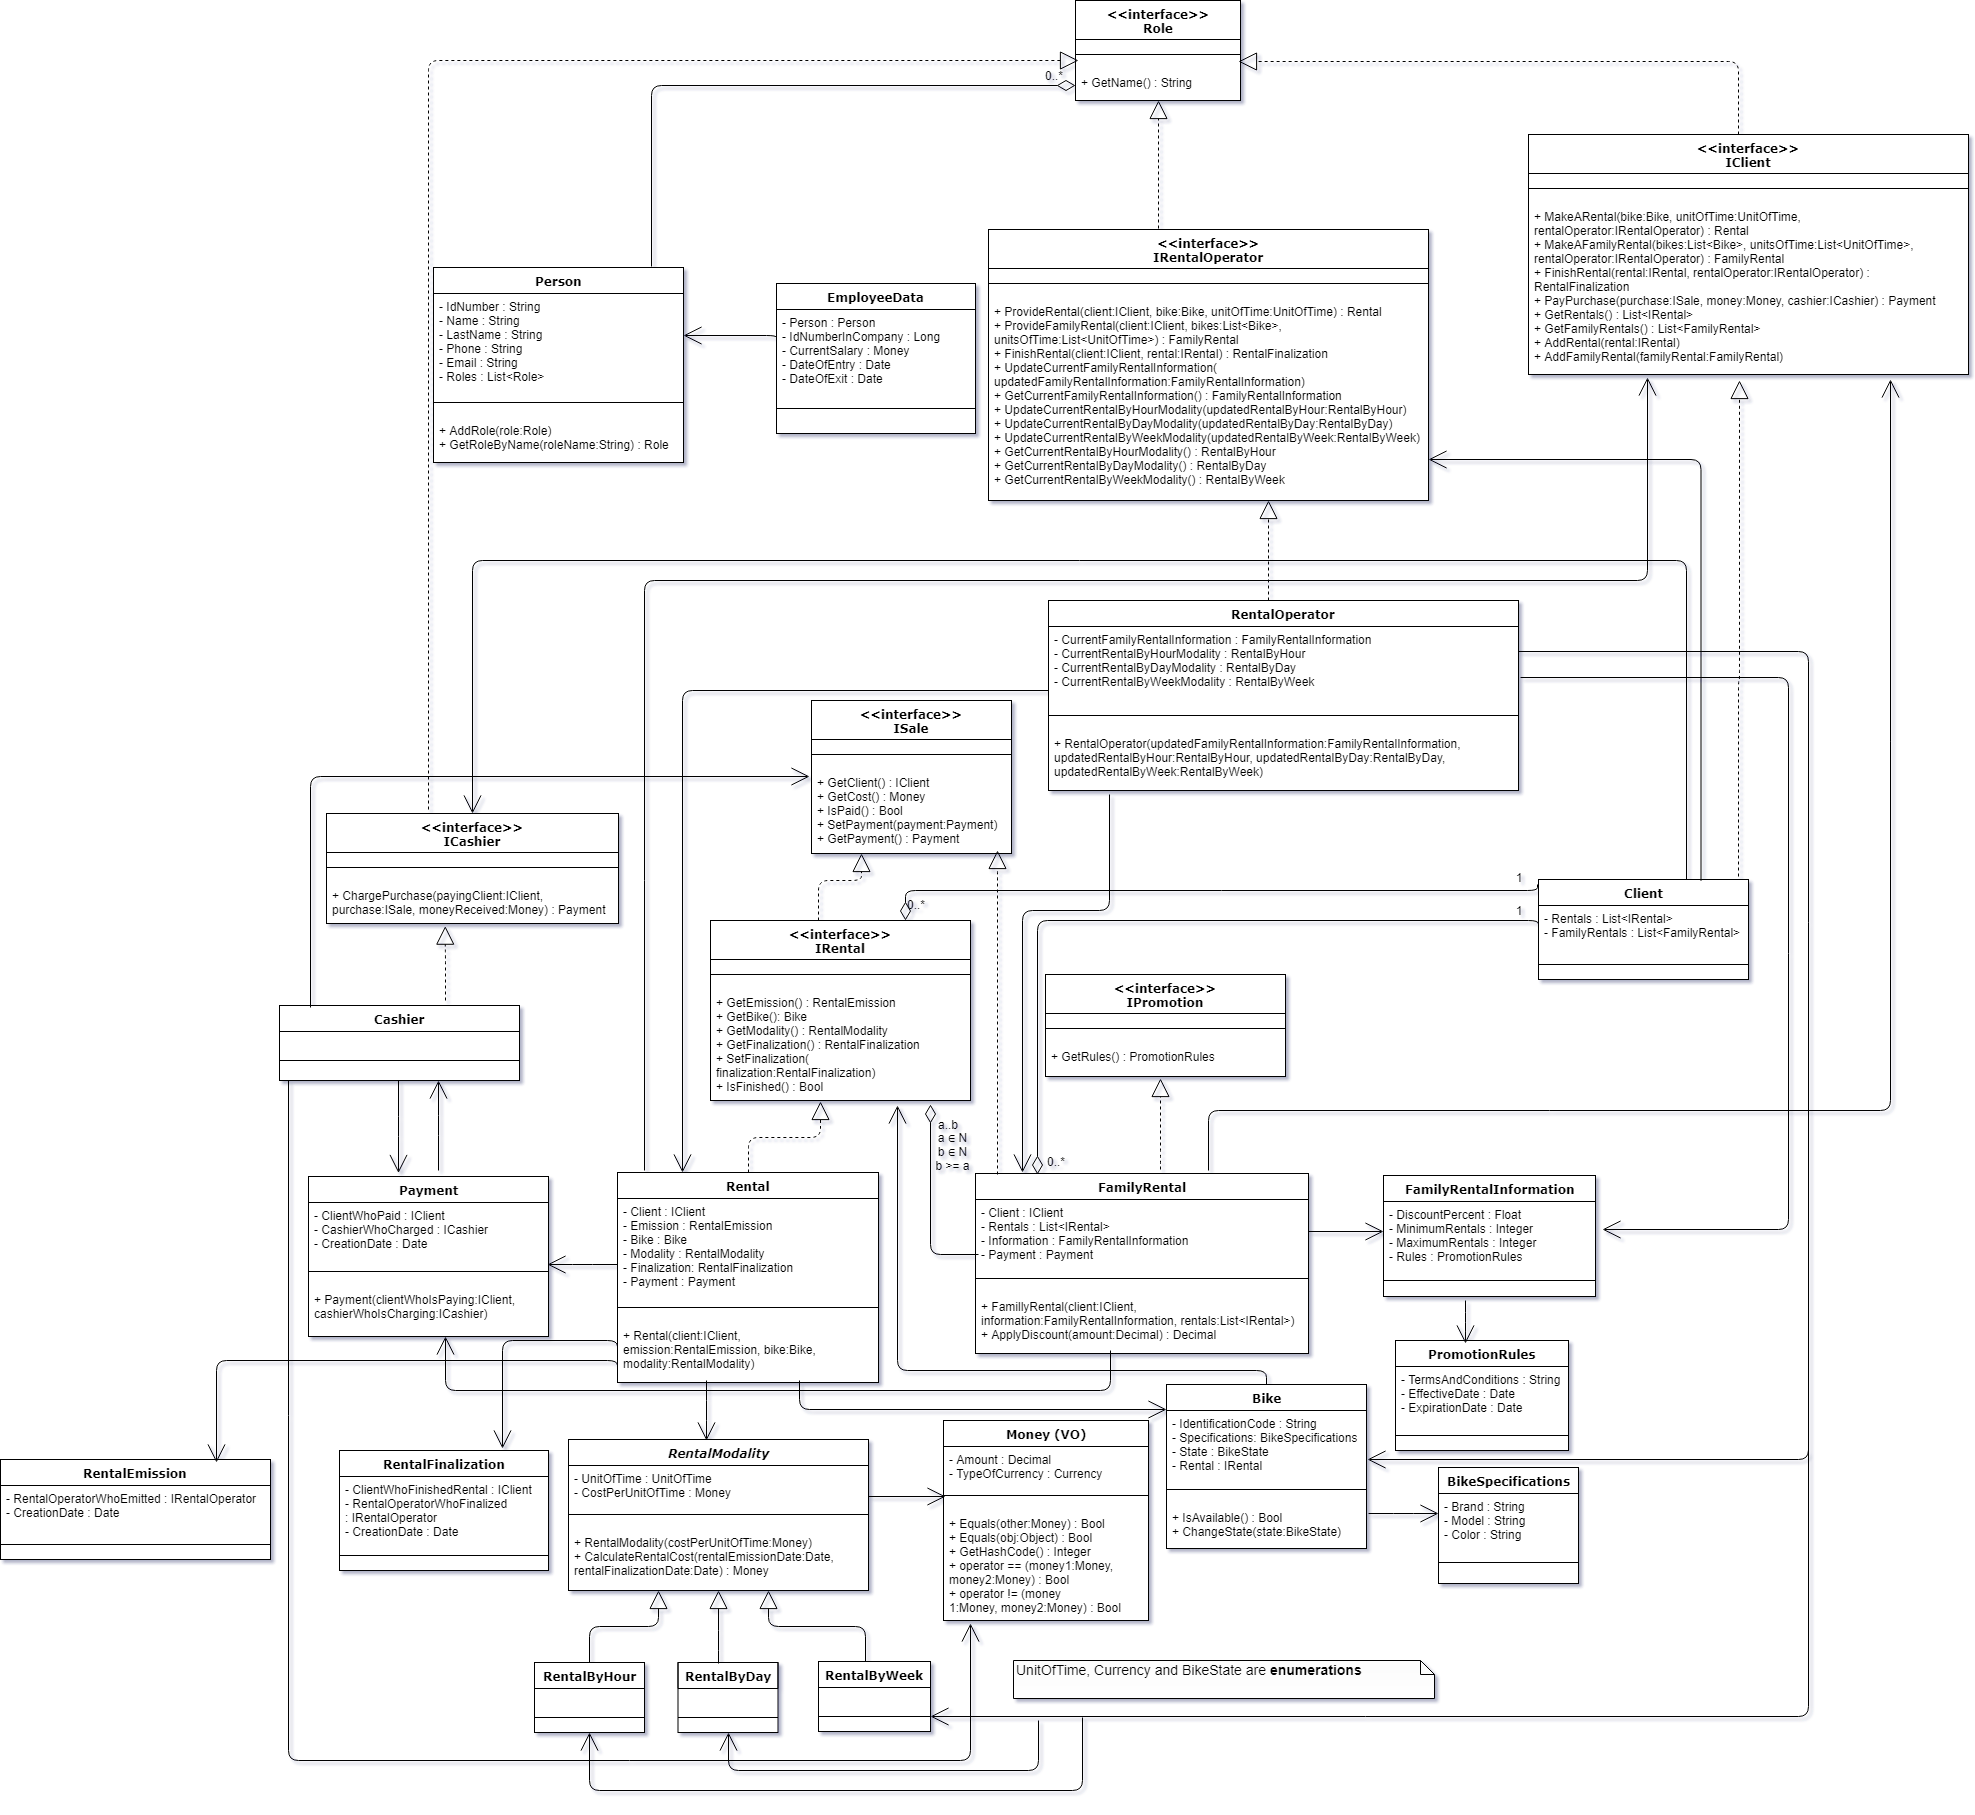 <<interface>>
Role
+ GetName() : String
0..*
<<interface>>
IClient
+ MakeARental(bike:Bike, unitOfTime:UnitOfTime,
rentalOperator:IRentalOperator) : Rental
+ MakeAFamilyRental(bikes:List<Bike>, unitsOfTime:List<UnitOfTime>,
rentalOperator:IRentalOperator) : FamilyRental
+ FinishRental(rental:IRental, rentalOperator:IRentalOperator) :
RentalFinalization
+ PayPurchase(purchase:ISale, money:Money, cashier:ICashier) : Payment
+ GetRentals() : List<IRental>
+ GetFamilyRentals() : List<FamilyRental>
+ AddRental(rental:IRental)
+ AddFamilyRental(familyRental:FamilyRental)
<<interface>>
IRentalOperator
+ ProvideRental(client:IClient, bike:Bike, unitOfTime:UnitOfTime) : Rental
+ ProvideFamilyRental(client:IClient, bikes:List<Bike>,
unitsOfTime:List<UnitOfTime>) : FamilyRental
+ FinishRental(client:IClient, rental:IRental) : RentalFinalization
+ UpdateCurrentFamilyRentalInformation(
updatedFamilyRentalInformation:FamilyRentalInformation)
+ GetCurrentFamilyRentalInformation() : FamilyRentalInformation
+ UpdateCurrentRentalByHourModality(updatedRentalByHour:RentalByHour)
+ UpdateCurrentRentalByDayModality(updatedRentalByDay:RentalByDay)
+ UpdateCurrentRentalByWeekModality(updatedRentalByWeek:RentalByWeek)
+ GetCurrentRentalByHourModality() : RentalByHour
+ GetCurrentRentalByDayModality() : RentalByDay
+ GetCurrentRentalByWeekModality() : RentalByWeek
Person
- IdNumber : String
- Name : String
- LastName : String
- Phone : String
- Email : String
- Roles : List<Role>
+ AddRole(role:Role)
+ GetRoleByName(roleName:String) : Role
EmployeeData
- Person : Person
- IdNumberInCompany : Long
- CurrentSalary : Money
- DateOfEntry : Date
- DateOfExit : Date
RentalOperator
- CurrentFamilyRentalInformation : FamilyRentalInformation
- CurrentRentalByHourModality : RentalByHour
- CurrentRentalByDayModality : RentalByDay
- CurrentRentalByWeekModality : RentalByWeek
+ RentalOperator(updatedFamilyRentalInformation:FamilyRentalInformation,
updatedRentalByHour:RentalByHour, updatedRentalByDay:RentalByDay,
updatedRentalByWeek:RentalByWeek)
<<interface>>
ISale
+ GetClient() : IClient
+ GetCost() : Money
+ IsPaid() : Bool
+ SetPayment(payment:Payment)
+ GetPayment() : Payment
<<interface>>
ICashier
+ ChargePurchase(payingClient:IClient,
purchase:ISale, moneyReceived:Money) : Payment
1
0..*
1
Client
- Rentals : List<IRental>
- FamilyRentals : List<FamilyRental>
<<interface>>
IRental
+ GetEmission() : RentalEmission
+ GetBike(): Bike
+ GetModality() : RentalModality
+ GetFinalization() : RentalFinalization
+ SetFinalization(
finalization:RentalFinalization)
+ IsFinished() : Bool
<<interface>>
IPromotion
+ GetRules() : PromotionRules
Cashier
a..b
a ∈ N
b ∈ N
b >= a
0..*
Payment
- ClientWhoPaid : IClient
- CashierWhoCharged : ICashier
- CreationDate : Date
+ Payment(clientWhoIsPaying:IClient,
cashierWhoIsCharging:ICashier)
Rental
- Client : IClient
- Emission : RentalEmission
- Bike : Bike
- Modality : RentalModality
- Finalization: RentalFinalization
- Payment : Payment
+ Rental(client:IClient,
emission:RentalEmission, bike:Bike,
modality:RentalModality)
FamilyRental
- Client : IClient
- Rentals : List<IRental>
- Information : FamilyRentalInformation
- Payment : Payment
+ FamillyRental(client:IClient,
information:FamilyRentalInformation, rentals:List<IRental>)
+ ApplyDiscount(amount:Decimal) : Decimal
FamilyRentalInformation
- DiscountPercent : Float
- MinimumRentals : Integer
- MaximumRentals : Integer
- Rules : PromotionRules
PromotionRules
- TermsAndConditions : String
- EffectiveDate : Date
- ExpirationDate : Date
RentalEmission
- RentalOperatorWhoEmitted : IRentalOperator
- CreationDate : Date
RentalFinalization
- ClientWhoFinishedRental : IClient
- RentalOperatorWhoFinalized
: IRentalOperator
- CreationDate : Date
RentalModality
- UnitOfTime : UnitOfTime
- CostPerUnitOfTime : Money
+ RentalModality(costPerUnitOfTime:Money)
+ CalculateRentalCost(rentalEmissionDate:Date,
rentalFinalizationDate:Date) : Money
Money (VO)
- Amount : Decimal
- TypeOfCurrency : Currency
+ Equals(other:Money) : Bool
+ Equals(obj:Object) : Bool
+ GetHashCode() : Integer
+ operator == (money1:Money,
money2:Money) : Bool
+ operator != (money
1:Money, money2:Money) : Bool
Bike
- IdentificationCode : String
- Specifications: BikeSpecifications
- State : BikeState
- Rental : IRental
+ IsAvailable() : Bool
+ ChangeState(state:BikeState)
BikeSpecifications
- Brand : String
- Model : String
- Color : String
RentalByHour
RentalByDay
RentalByWeek
UnitOfTime, Currency and BikeState are enumerations